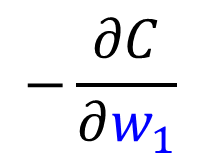 − ∂C / ∂w₁